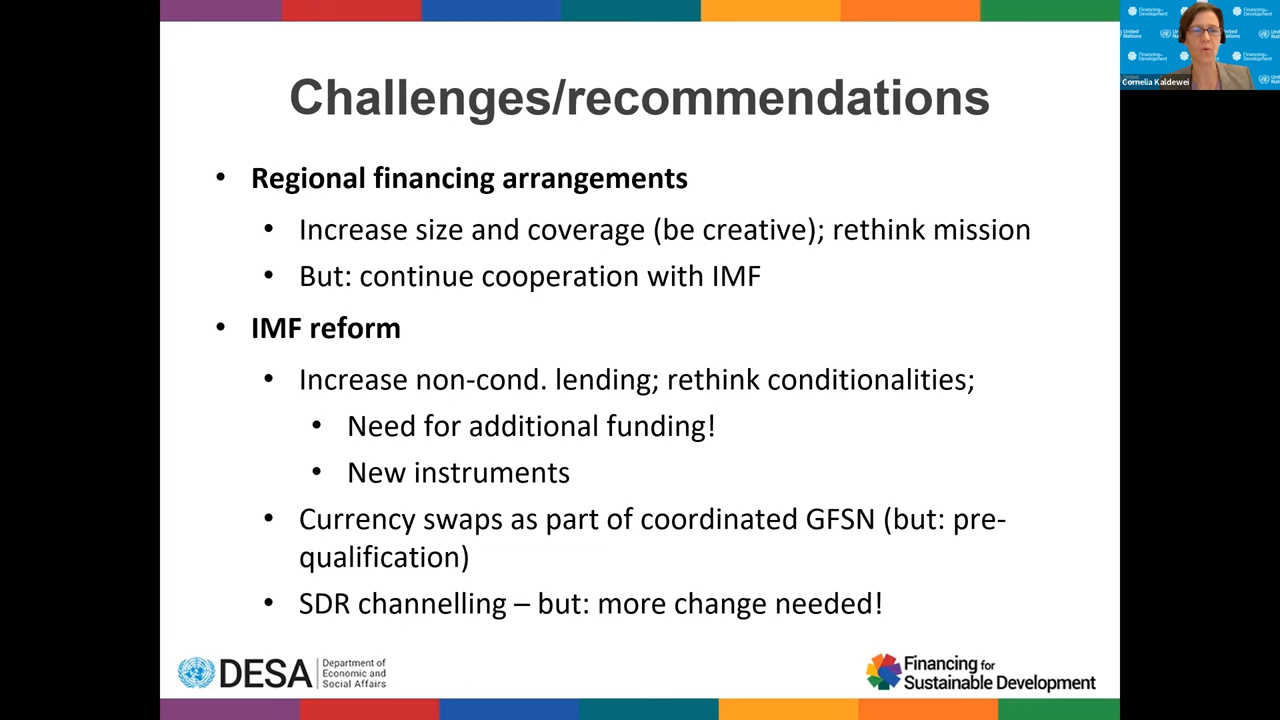 Challenges/recommendations
• Regional financing arrangements
• Increase size and coverage (be creative); rethink mission
• But: continue cooperation with IMF
• IMF reform
• Increase non-cond. lending; rethink conditionalities;
• Need for additional funding!
• New instruments
• Currency swaps as part of coordinated GFSN (but: pre-
qualification)
• SDR channelling – but: more change needed!
DESA
Department of
Economic and
Social Affairs
Financing for
Sustainable Development
Cornelia Kaldewei